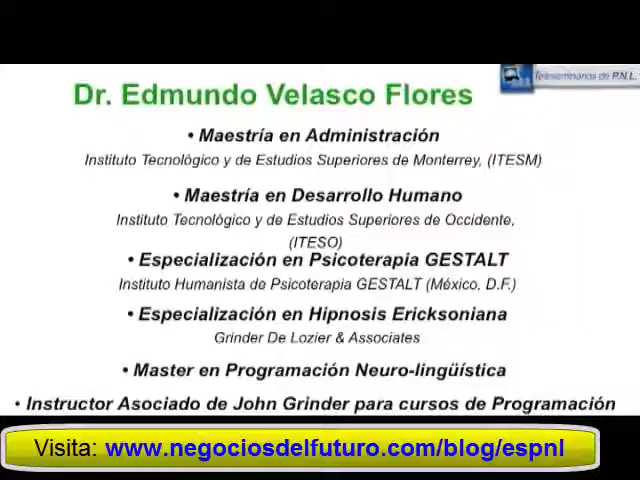 Teleseminarios de P.N.L.
Dr. Edmundo Velasco Flores
• Maestría en Administración
Instituto Tecnológico y de Estudios Superiores de Monterrey, (ITESM)
• Maestría en Desarrollo Humano
Instituto Tecnológico y de Estudios Superiores de Occidente,
(ITESO)
• Especialización en Psicoterapia GESTALT
Instituto Humanista de Psicoterapia GESTALT (México, D.F.)
• Especialización en Hipnosis Ericksoniana
Grinder De Lozier & Associates
• Master en Programación Neuro-lingüística
• Instructor Asociado de John Grinder para cursos de Programación
Visita: www.negociosdelfuturo.com/blog/espnl